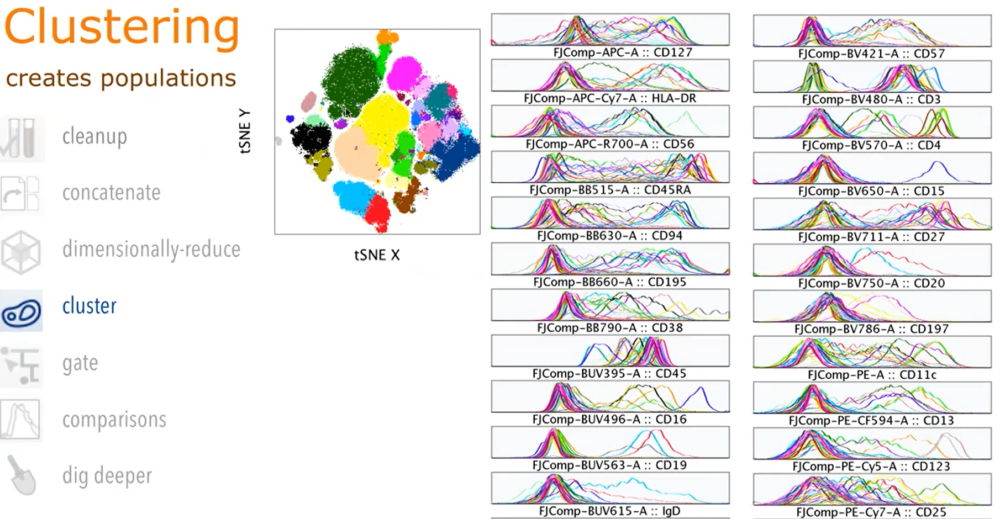 Clustering
creates populations
cleanup
concatenate
dimensionally-reduce
cluster
gate
comparisons
dig deeper
tSNE Y
tSNE X
FJComp-APC-A :: CD127
FJComp-APC-Cy7-A :: HLA-DR
FJComp-APC-R700-A :: CD56
FJComp-BB515-A :: CD45RA
FJComp-BB630-A :: CD94
FJComp-BB660-A :: CD195
FJComp-BB790-A :: CD38
FJComp-BUV395-A :: CD45
FJComp-BUV496-A :: CD16
FJComp-BUV563-A :: CD19
FJComp-BUV615-A :: IgD
FJComp-BV421-A :: CD57
FJComp-BV480-A :: CD3
FJComp-BV570-A :: CD4
FJComp-BV650-A :: CD15
FJComp-BV711-A :: CD27
FJComp-BV750-A :: CD20
FJComp-BV786-A :: CD197
FJComp-PE-A :: CD11c
FJComp-PE-CF594-A :: CD13
FJComp-PE-Cy5-A :: CD123
FJComp-PE-Cy7-A :: CD25